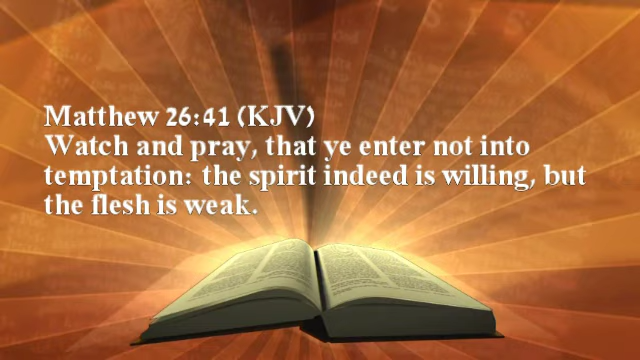 Matthew 26:41 (KJV)
Watch and pray, that ye enter not into
temptation: the spirit indeed is willing, but
the flesh is weak.